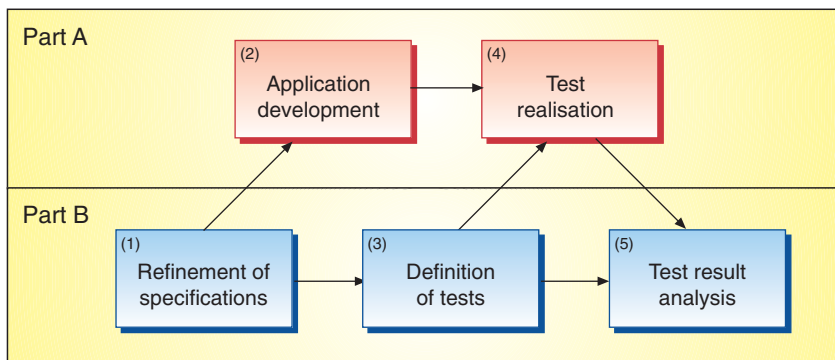 Part A
(2)
Application
development
(4)
Test
realisation
Part B
(1)
Refinement of
specifications
(3)
Definition
of tests
(5)
Test result
analysis